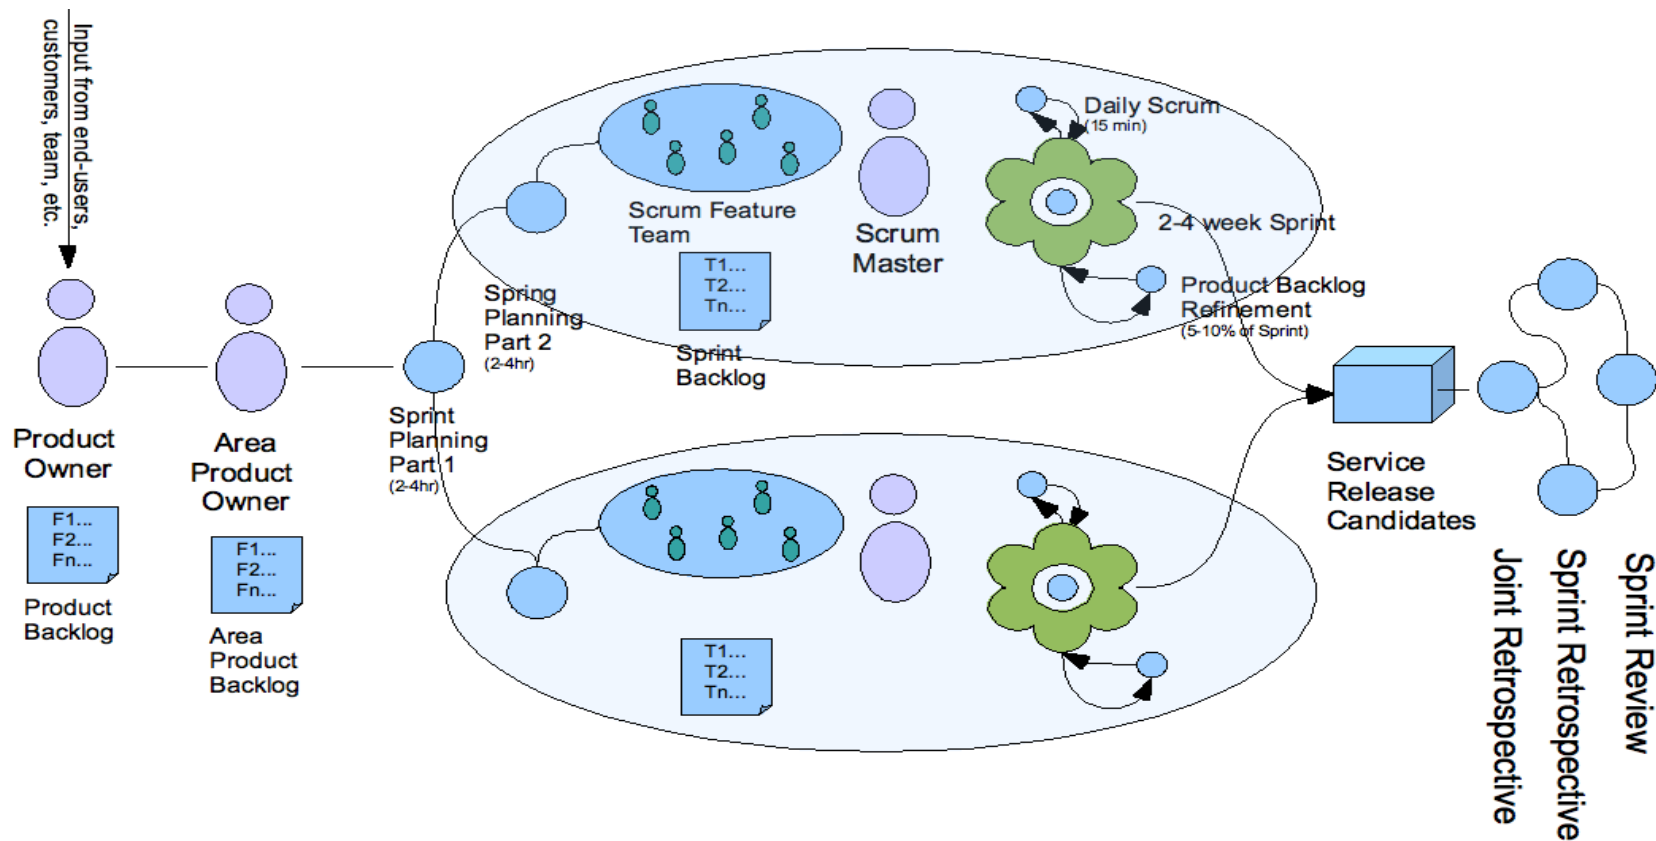 Input from end-users,
customers, team, etc.
Product
Owner
F1...
F2...
Fn...
Product
Backlog
Area
Product
Owner
F1...
F2...
Fn...
Area
Product
Backlog
Sprint
Planning
Part 1
(2-4hr)
Spring
Planning
Part 2
(2-4hr)
Scrum Feature
Team
T1...
T2...
Tn...
Sprint
Backlog
Scrum
Master
Daily Scrum
(15 min)
2-4 week Sprint
Product Backlog
Refinement
(5-10% of Sprint)
T1...
T2...
Tn...
Service
Release
Candidates
Joint Retrospective
Sprint Retrospective
Sprint Review